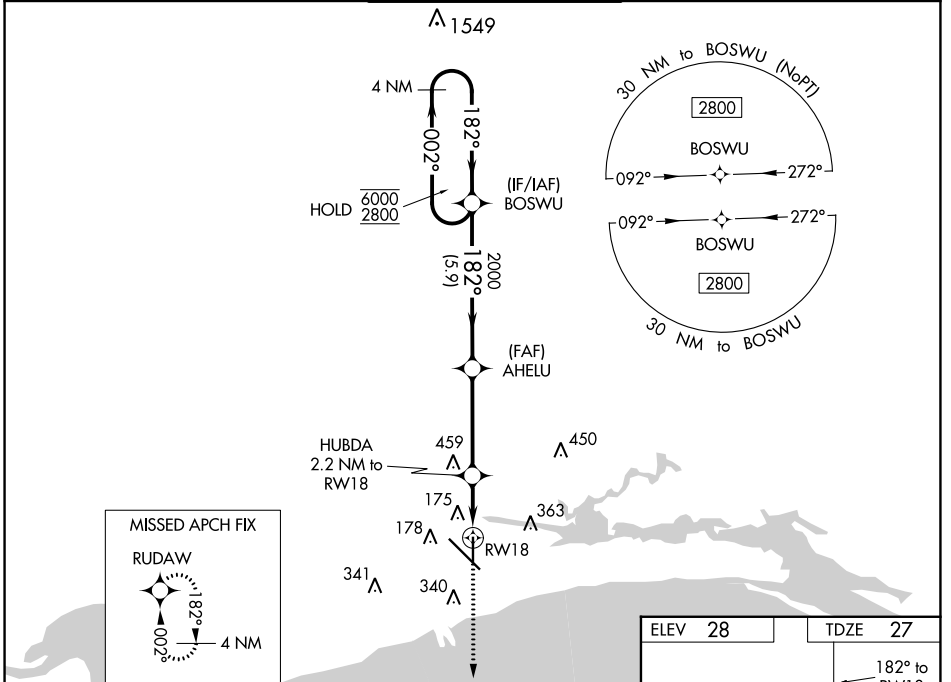 1549
4 NM
182°
002°
(IF/IAF)
BOSWU
HOLD 6000
2800
2000
182°
(5.9)
(FAF)
AHELU
HUBDA
2.2 NM to
RW18
459
450
175
363
178
RW18
341
340
30 NM to BOSWU (NoPT)
2800
BOSWU
092°
272°
092°
272°
BOSWU
2800
30 NM to BOSWU
MISSED APCH FIX
RUDAW
182°
002°
4 NM
ELEV 28
TDZE 27
182° to
RW18